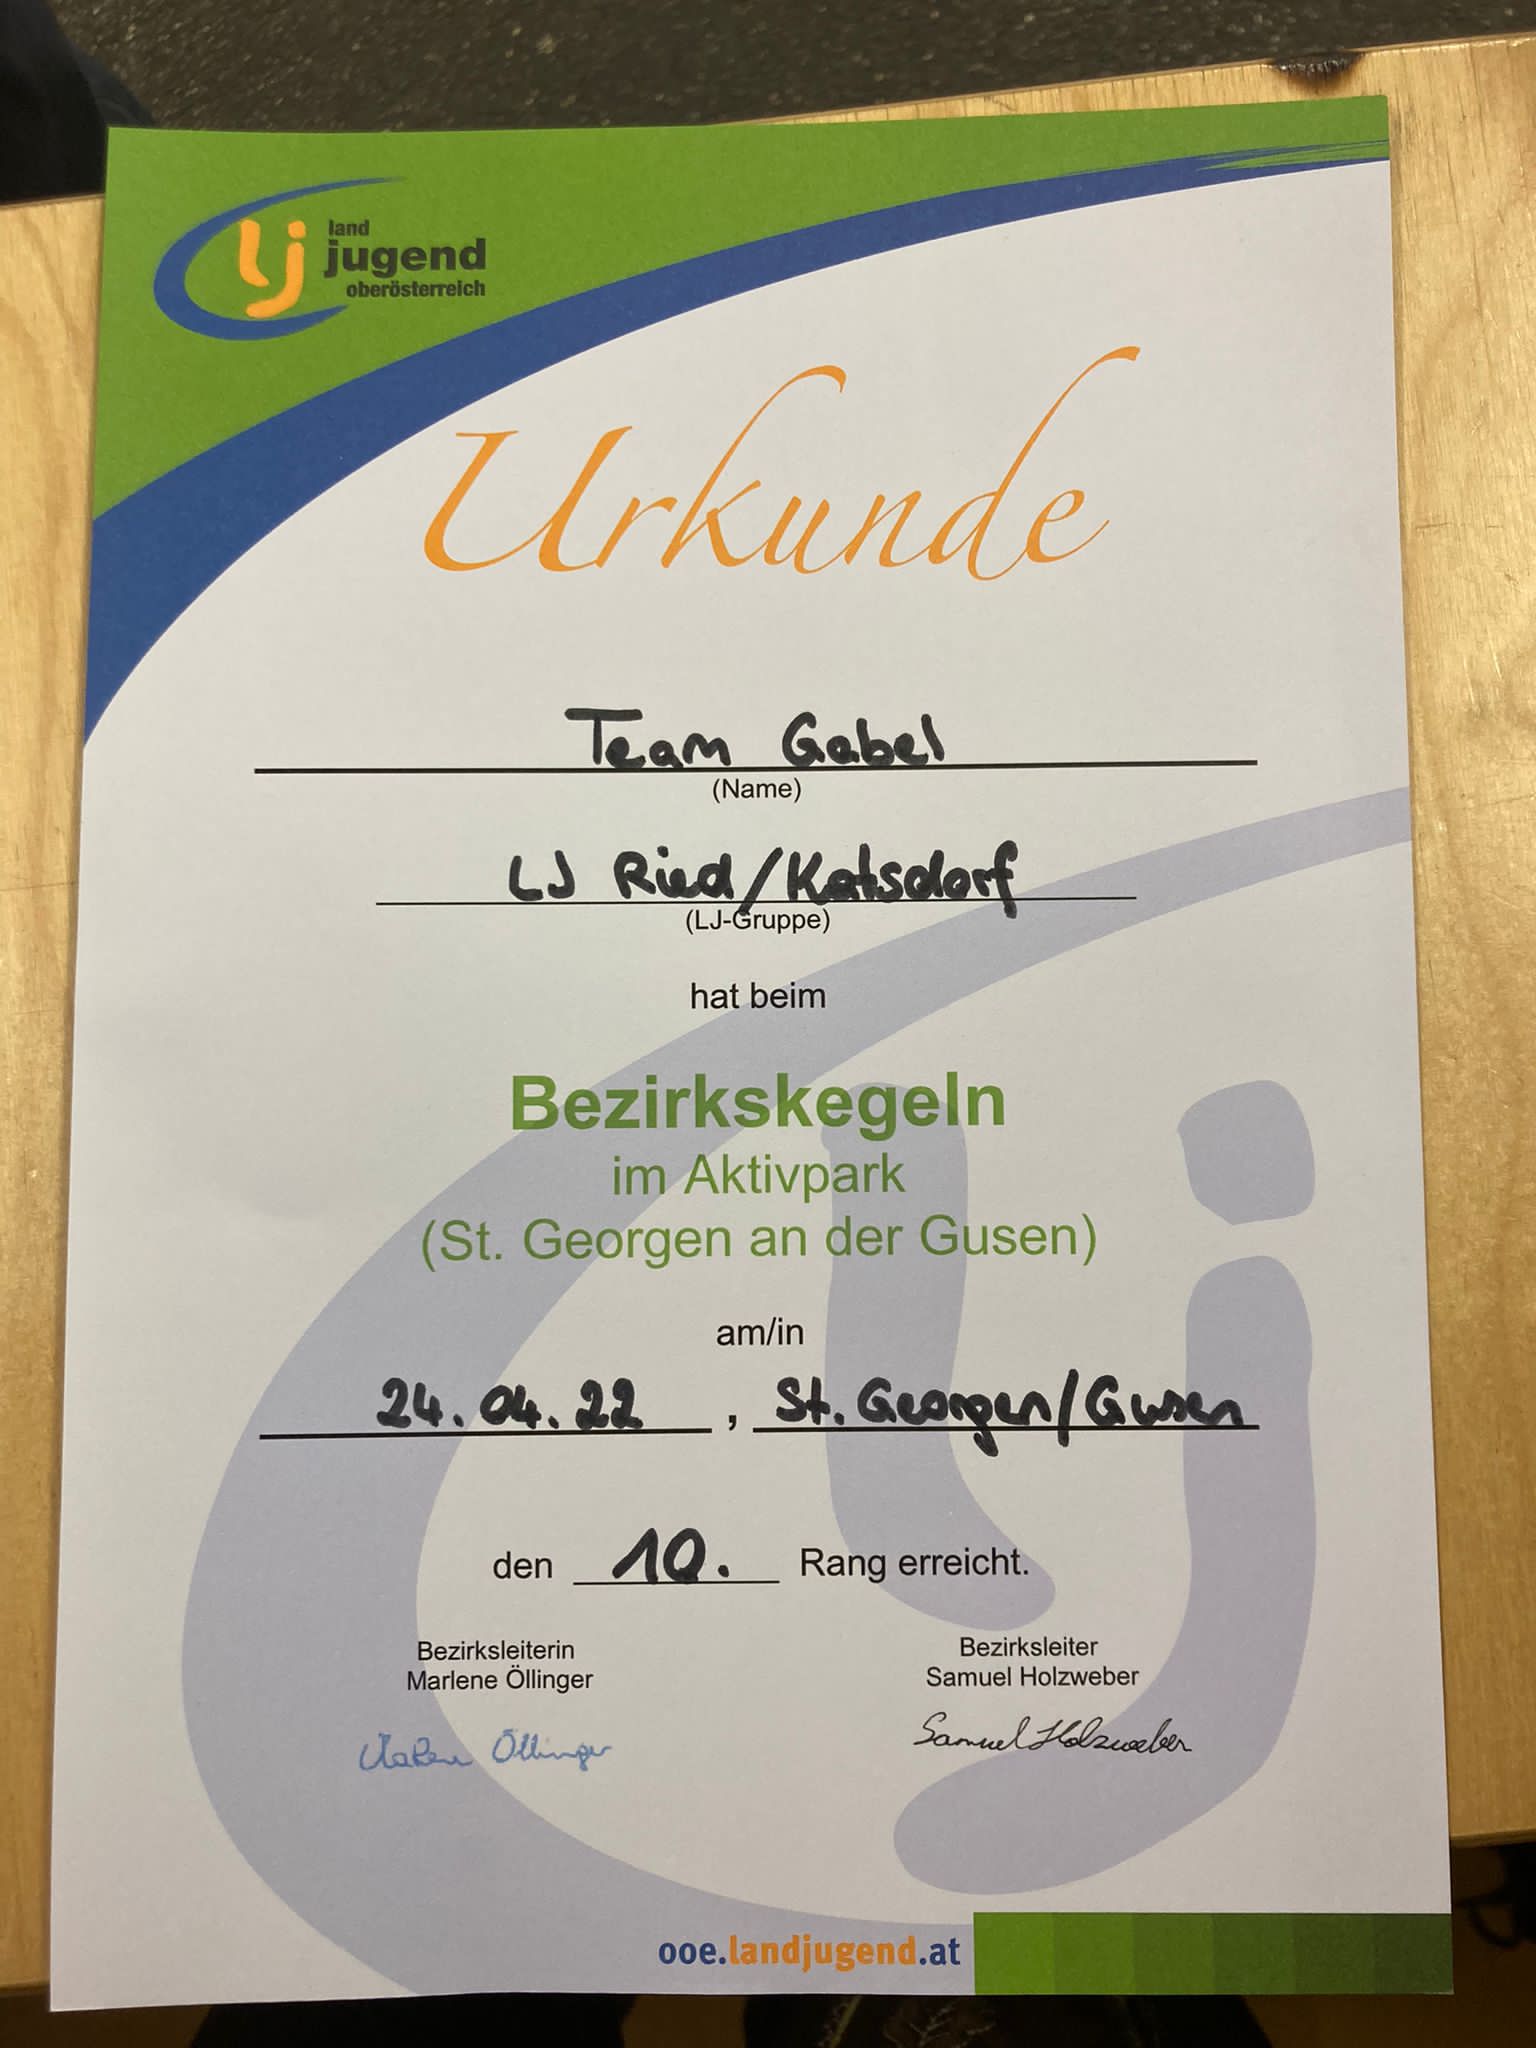 land
jugend
oberösterreich
Urkunde
Team Gabel
(Name)
LJ Ried/Katsdorf
(LJ-Gruppe)
hat beim
Bezirkskegeln
im Aktivpark
(St. Georgen an der Gusen)
am/in
24.04.22, St. Georgen/Gusen
den 10. Rang erreicht.
Bezirksleiterin Bezirksleiter
Marlene Öllinger Samuel Holzweber
Marlene Öllinger Samuel Holzweber
ooe.landjugend.at